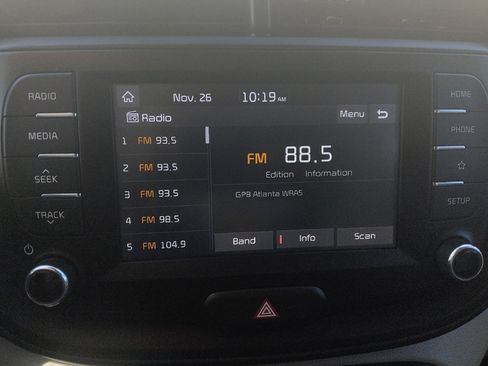 RADIO
MEDIA
SEEK
TRACK
Nov. 26 10:19 AM
Radio
Menu
1 FM 93.5
2 FM 93.5
3 FM 93.5
4 FM 98.5
5 FM 104.9
FM 88.5
Edition Information
GPB Atlanta WRAS
Band
Info
Scan
HOME
PHONE
SETUP